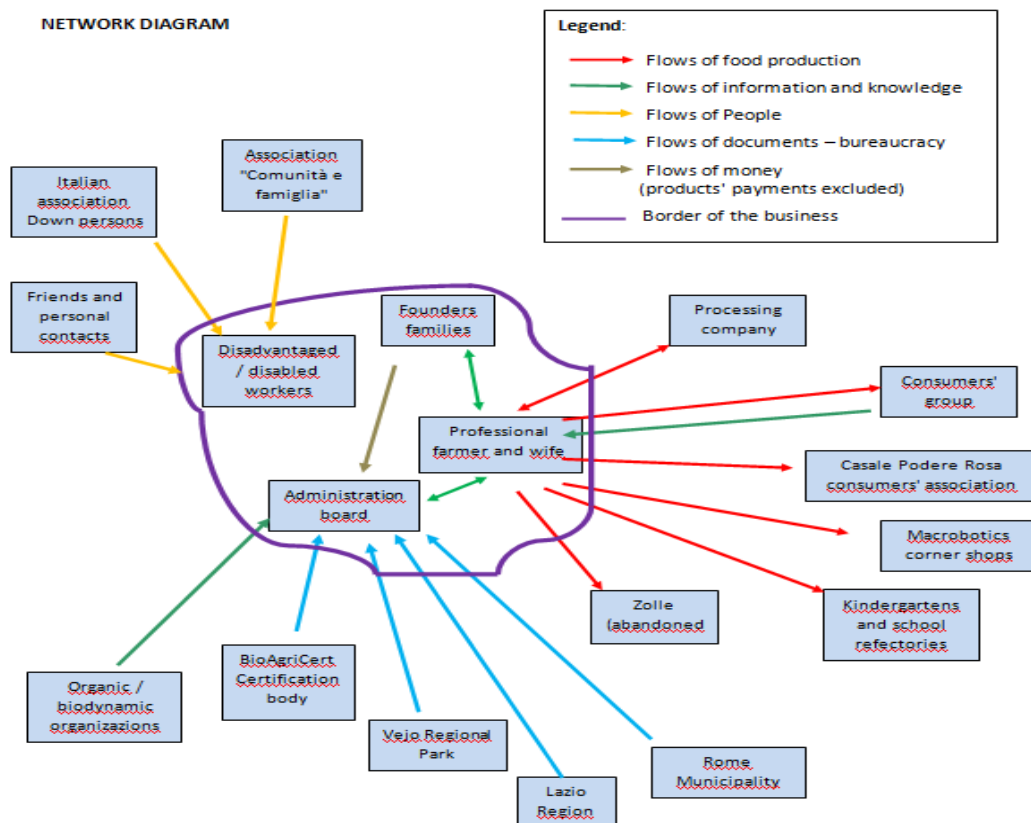 NETWORK DIAGRAM
Legend:
Flows of food production
Flows of information and knowledge
Flows of People
Flows of documents – bureaucracy
Flows of money
(products' payments excluded)
Border of the business
Association
"Comunità e
famiglia"
Italian
association
Down persons
Friends and
personal
contacts
Founders
families
Processing
company
Disadvantaged
/ disabled
workers
Consumers'
group
Professional
farmer and wife
Casale Podere Rosa
consumers' association
Administration
board
Macrobotics
corner shops
Zolle
(abandoned
Kindergartens
and school
refectories
BioAgriCert
Certification
body
Organic /
biodynamic
organizazions
Vejo Regional
Park
Rome
Municipality
Lazio
Region